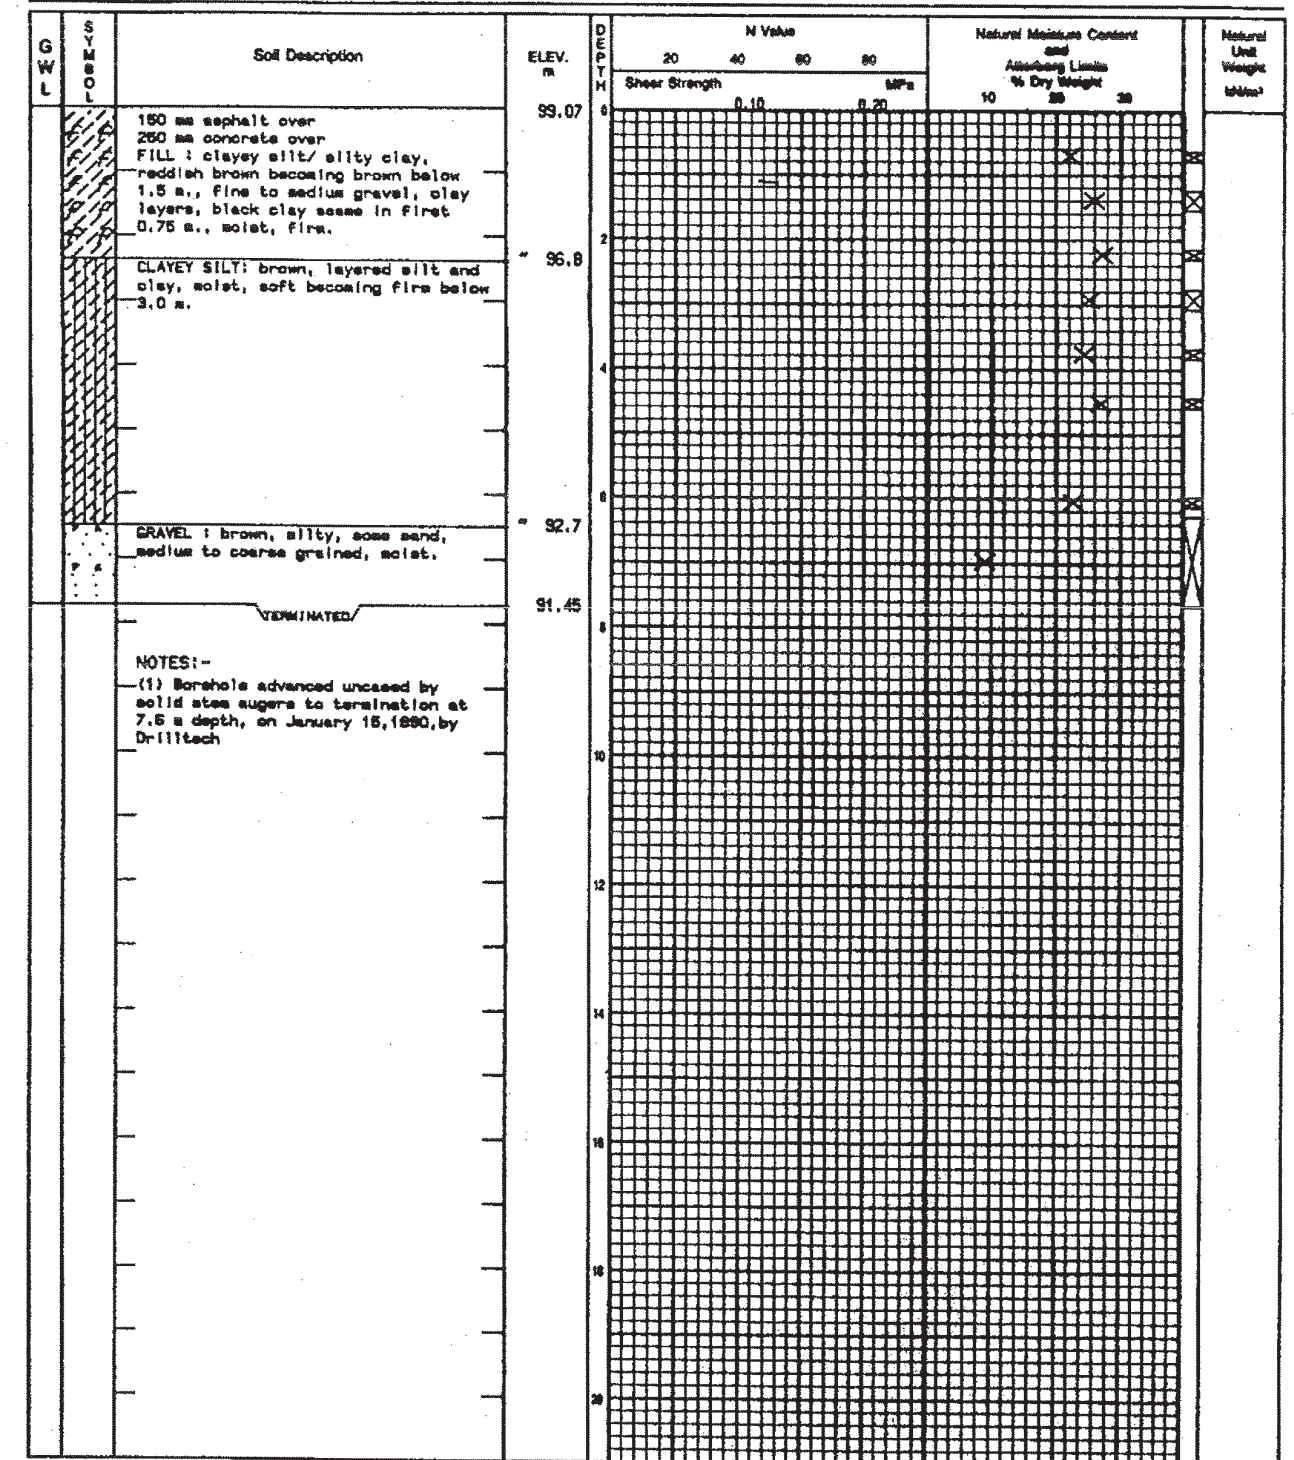 GWL
SYMBOL
Soil Description
ELEV.
m
DEPTH
N Value
20 40 60 80
Shear Strength MPa
0.10 0.20
Natural Moisture Content
and
Atterberg Limits
% Dry Weight
10 20 30
Natural
Unit
Weight
kN/m³
99.07
0
150 mm asphalt over
250 mm concrete over
FILL : clayey silt/ silty clay,
reddish brown becoming brown below
1.5 m., fine to medium gravel, clay
layers, black clay seams in first
0.75 m., moist, firm.
2
~ 96.8
CLAYEY SILT: brown, layered silt and
clay, moist, soft becoming firm below
3.0 m.
4
6
~ 92.7
GRAVEL : brown, silty, some sand,
medium to coarse grained, moist.
91.45
TERMINATED
8
NOTES:-
(1) Borehole advanced uncased by
solid stem augers to termination at
7.6 m depth, on January 15,1990,by
Drilltech
10
12
14
16
18
20